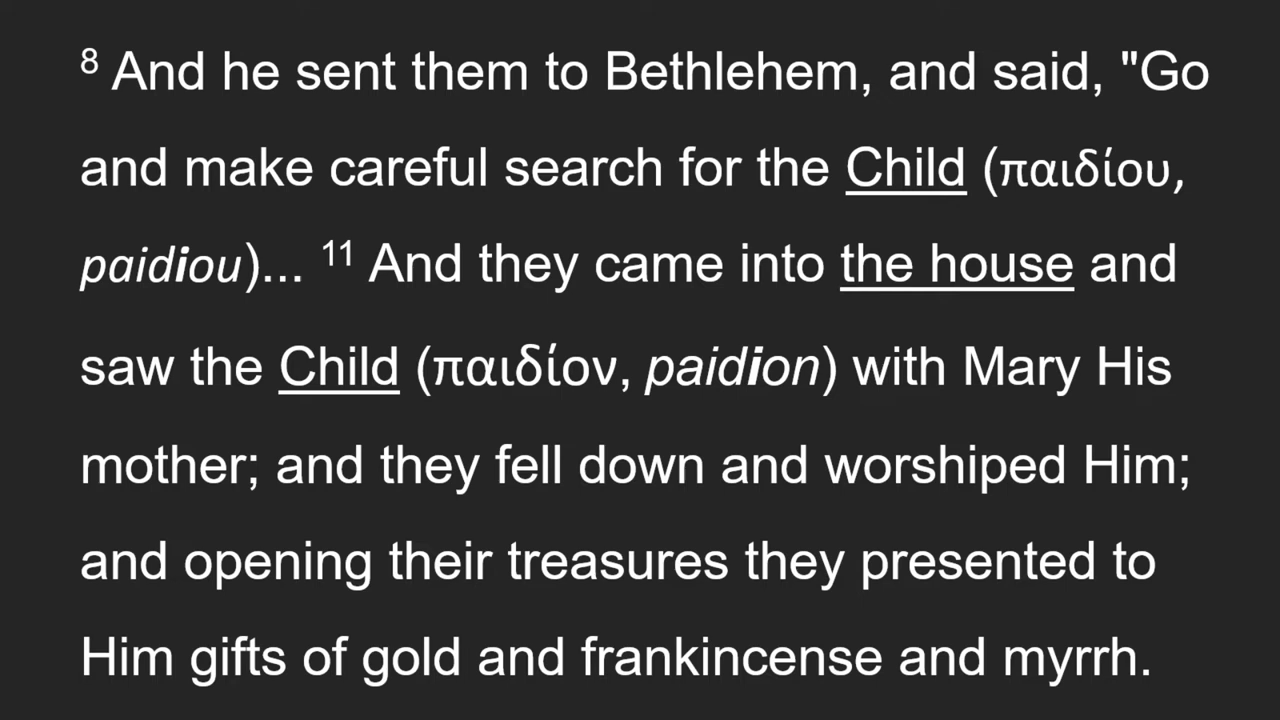 ⁸ And he sent them to Bethlehem, and said, "Go
and make careful search for the Child (παιδίου,
paidiou)... ¹¹ And they came into the house and
saw the Child (παιδίον, paidion) with Mary His
mother; and they fell down and worshiped Him;
and opening their treasures they presented to
Him gifts of gold and frankincense and myrrh.